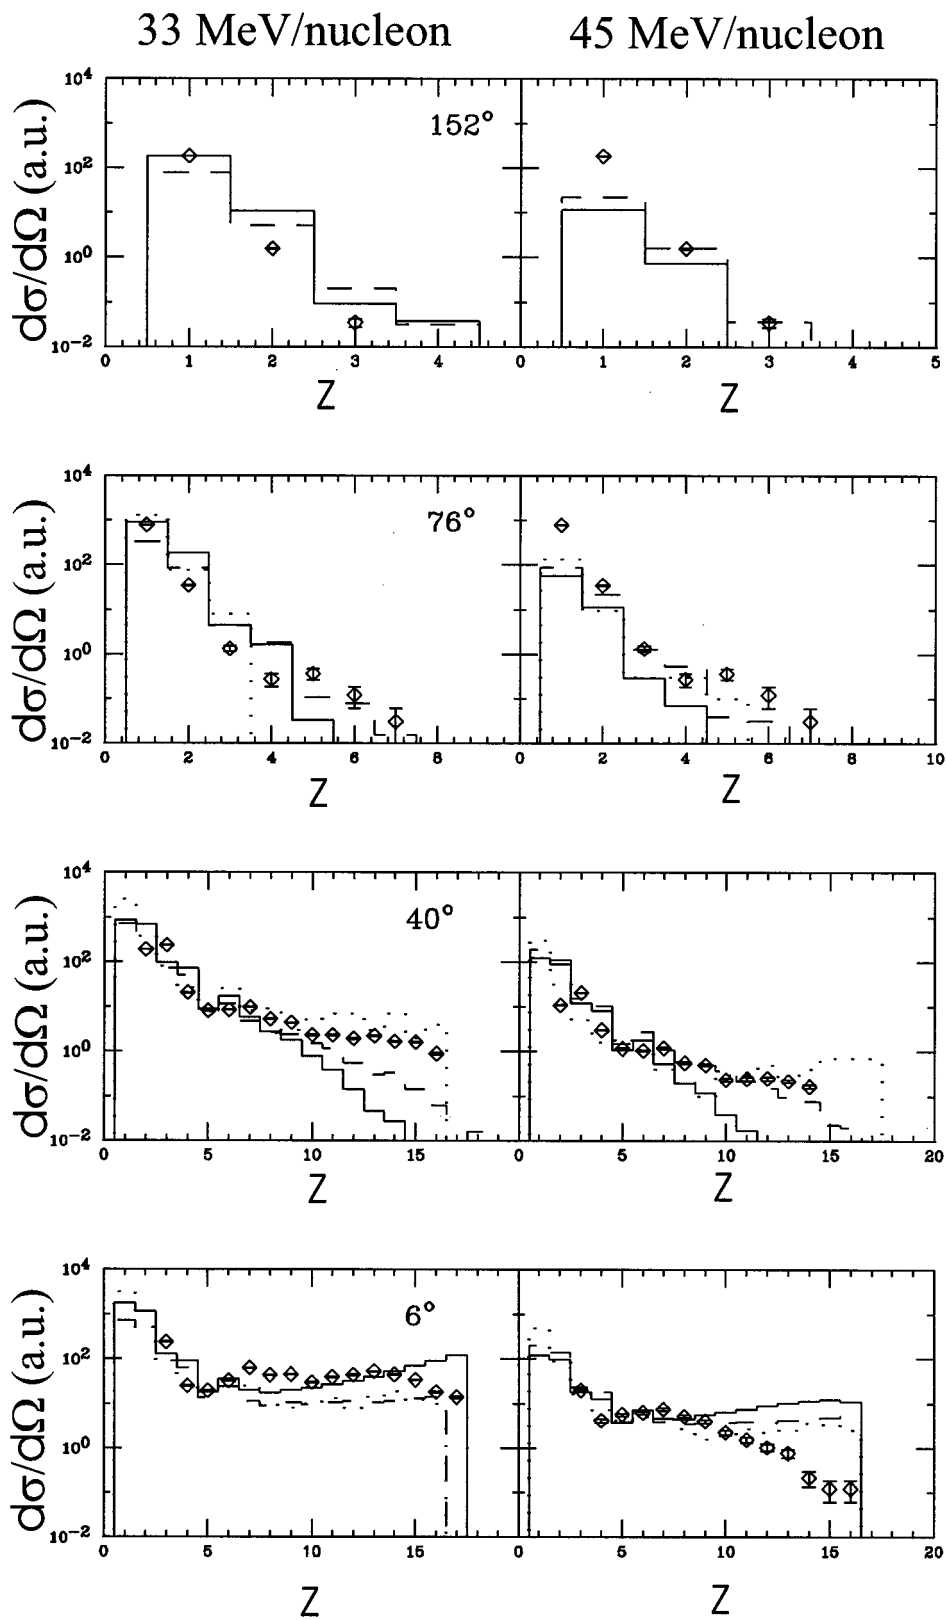 33 MeV/nucleon 45 MeV/nucleon
dσ/dΩ (a.u.)
10⁴
10²
10⁰
10⁻²
152°
0 1 2 3 4 0 1 2 3 4 5
Z Z
dσ/dΩ (a.u.)
10⁴
10²
10⁰
10⁻²
76°
0 2 4 6 8 0 2 4 6 8 10
Z Z
dσ/dΩ (a.u.)
10⁴
10²
10⁰
10⁻²
40°
0 5 10 15 0 5 10 15 20
Z Z
dσ/dΩ (a.u.)
10⁴
10²
10⁰
10⁻²
6°
0 5 10 15 0 5 10 15 20
Z Z